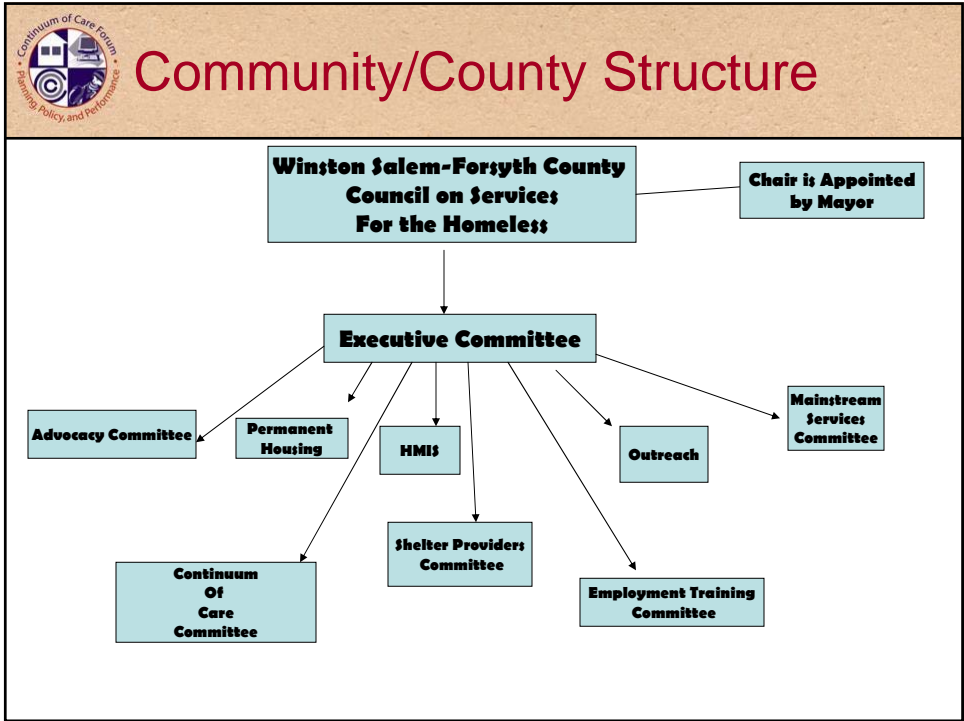 Continuum of Care Forum
Planning, Policy, and Performance
Community/County Structure
Winston Salem-Forsyth County
Council on Services
For the Homeless
Chair is Appointed
by Mayor
Executive Committee
Advocacy Committee
Permanent
Housing
HMIS
Outreach
Mainstream
Services
Committee
Continuum
Of
Care
Committee
Shelter Providers
Committee
Employment Training
Committee